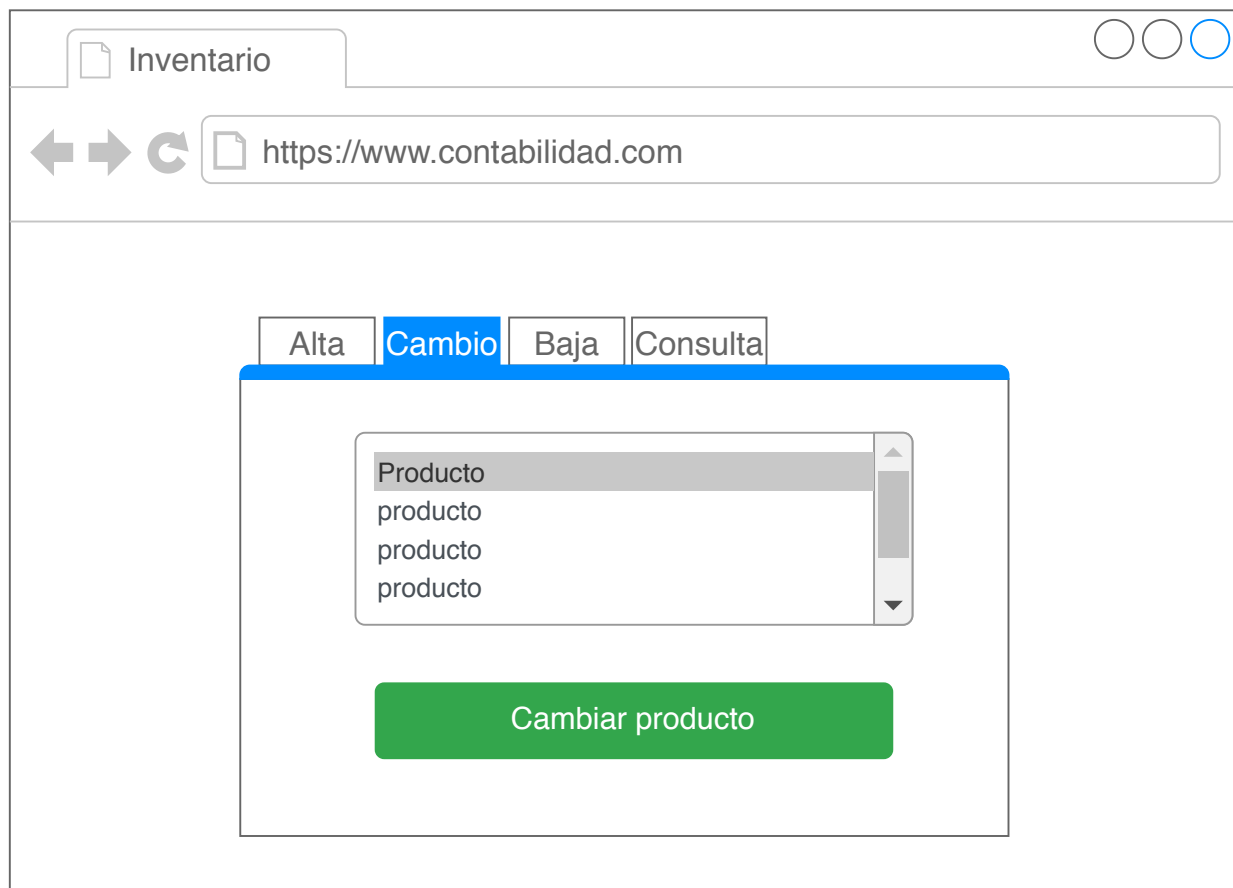 Inventario
https://www.contabilidad.com
Alta Cambio Baja Consulta
Producto
producto
producto
producto
Cambiar producto